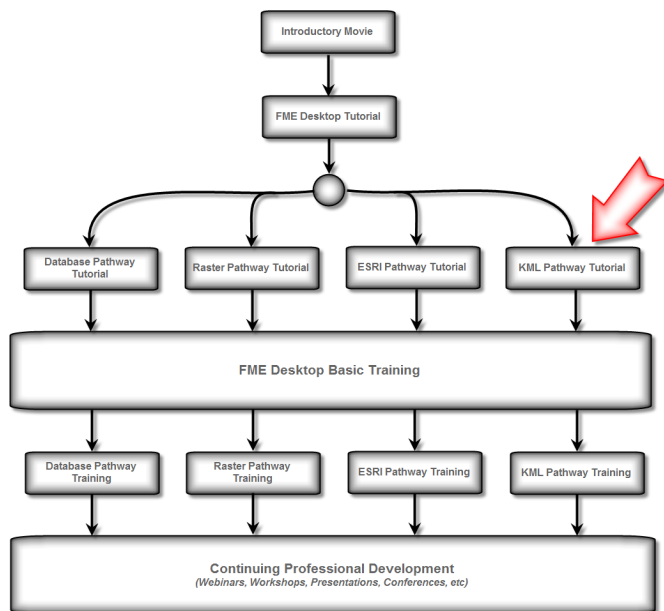 Introductory Movie
FME Desktop Tutorial
Database Pathway
Tutorial
Raster Pathway Tutorial
ESRI Pathway Tutorial
KML Pathway Tutorial
FME Desktop Basic Training
Database Pathway
Training
Raster Pathway
Training
ESRI Pathway Training
KML Pathway Training
Continuing Professional Development
(Webinars, Workshops, Presentations, Conferences, etc)